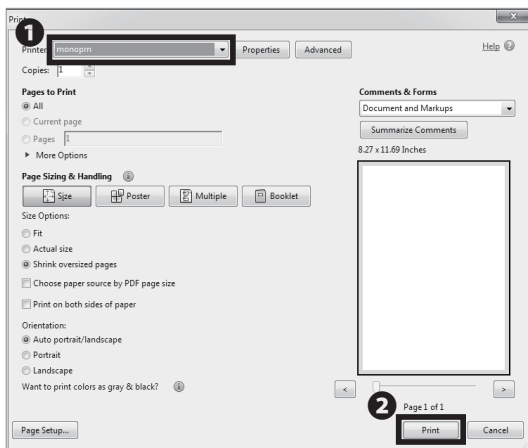 Print
X
1
Printer: monoprn Properties Advanced Help
Copies: 1
Pages to Print
All
Current page
Pages 1
More Options
Page Sizing & Handling
Size Poster Multiple Booklet
Size Options:
Fit
Actual size
Shrink oversized pages
Choose paper source by PDF page size
Print on both sides of paper
Orientation:
Auto portrait/landscape
Portrait
Landscape
Want to print colors as gray & black?
Comments & Forms
Document and Markups
Summarize Comments
8.27 x 11.69 Inches
< >
2
Page 1 of 1
Page Setup... Print Cancel